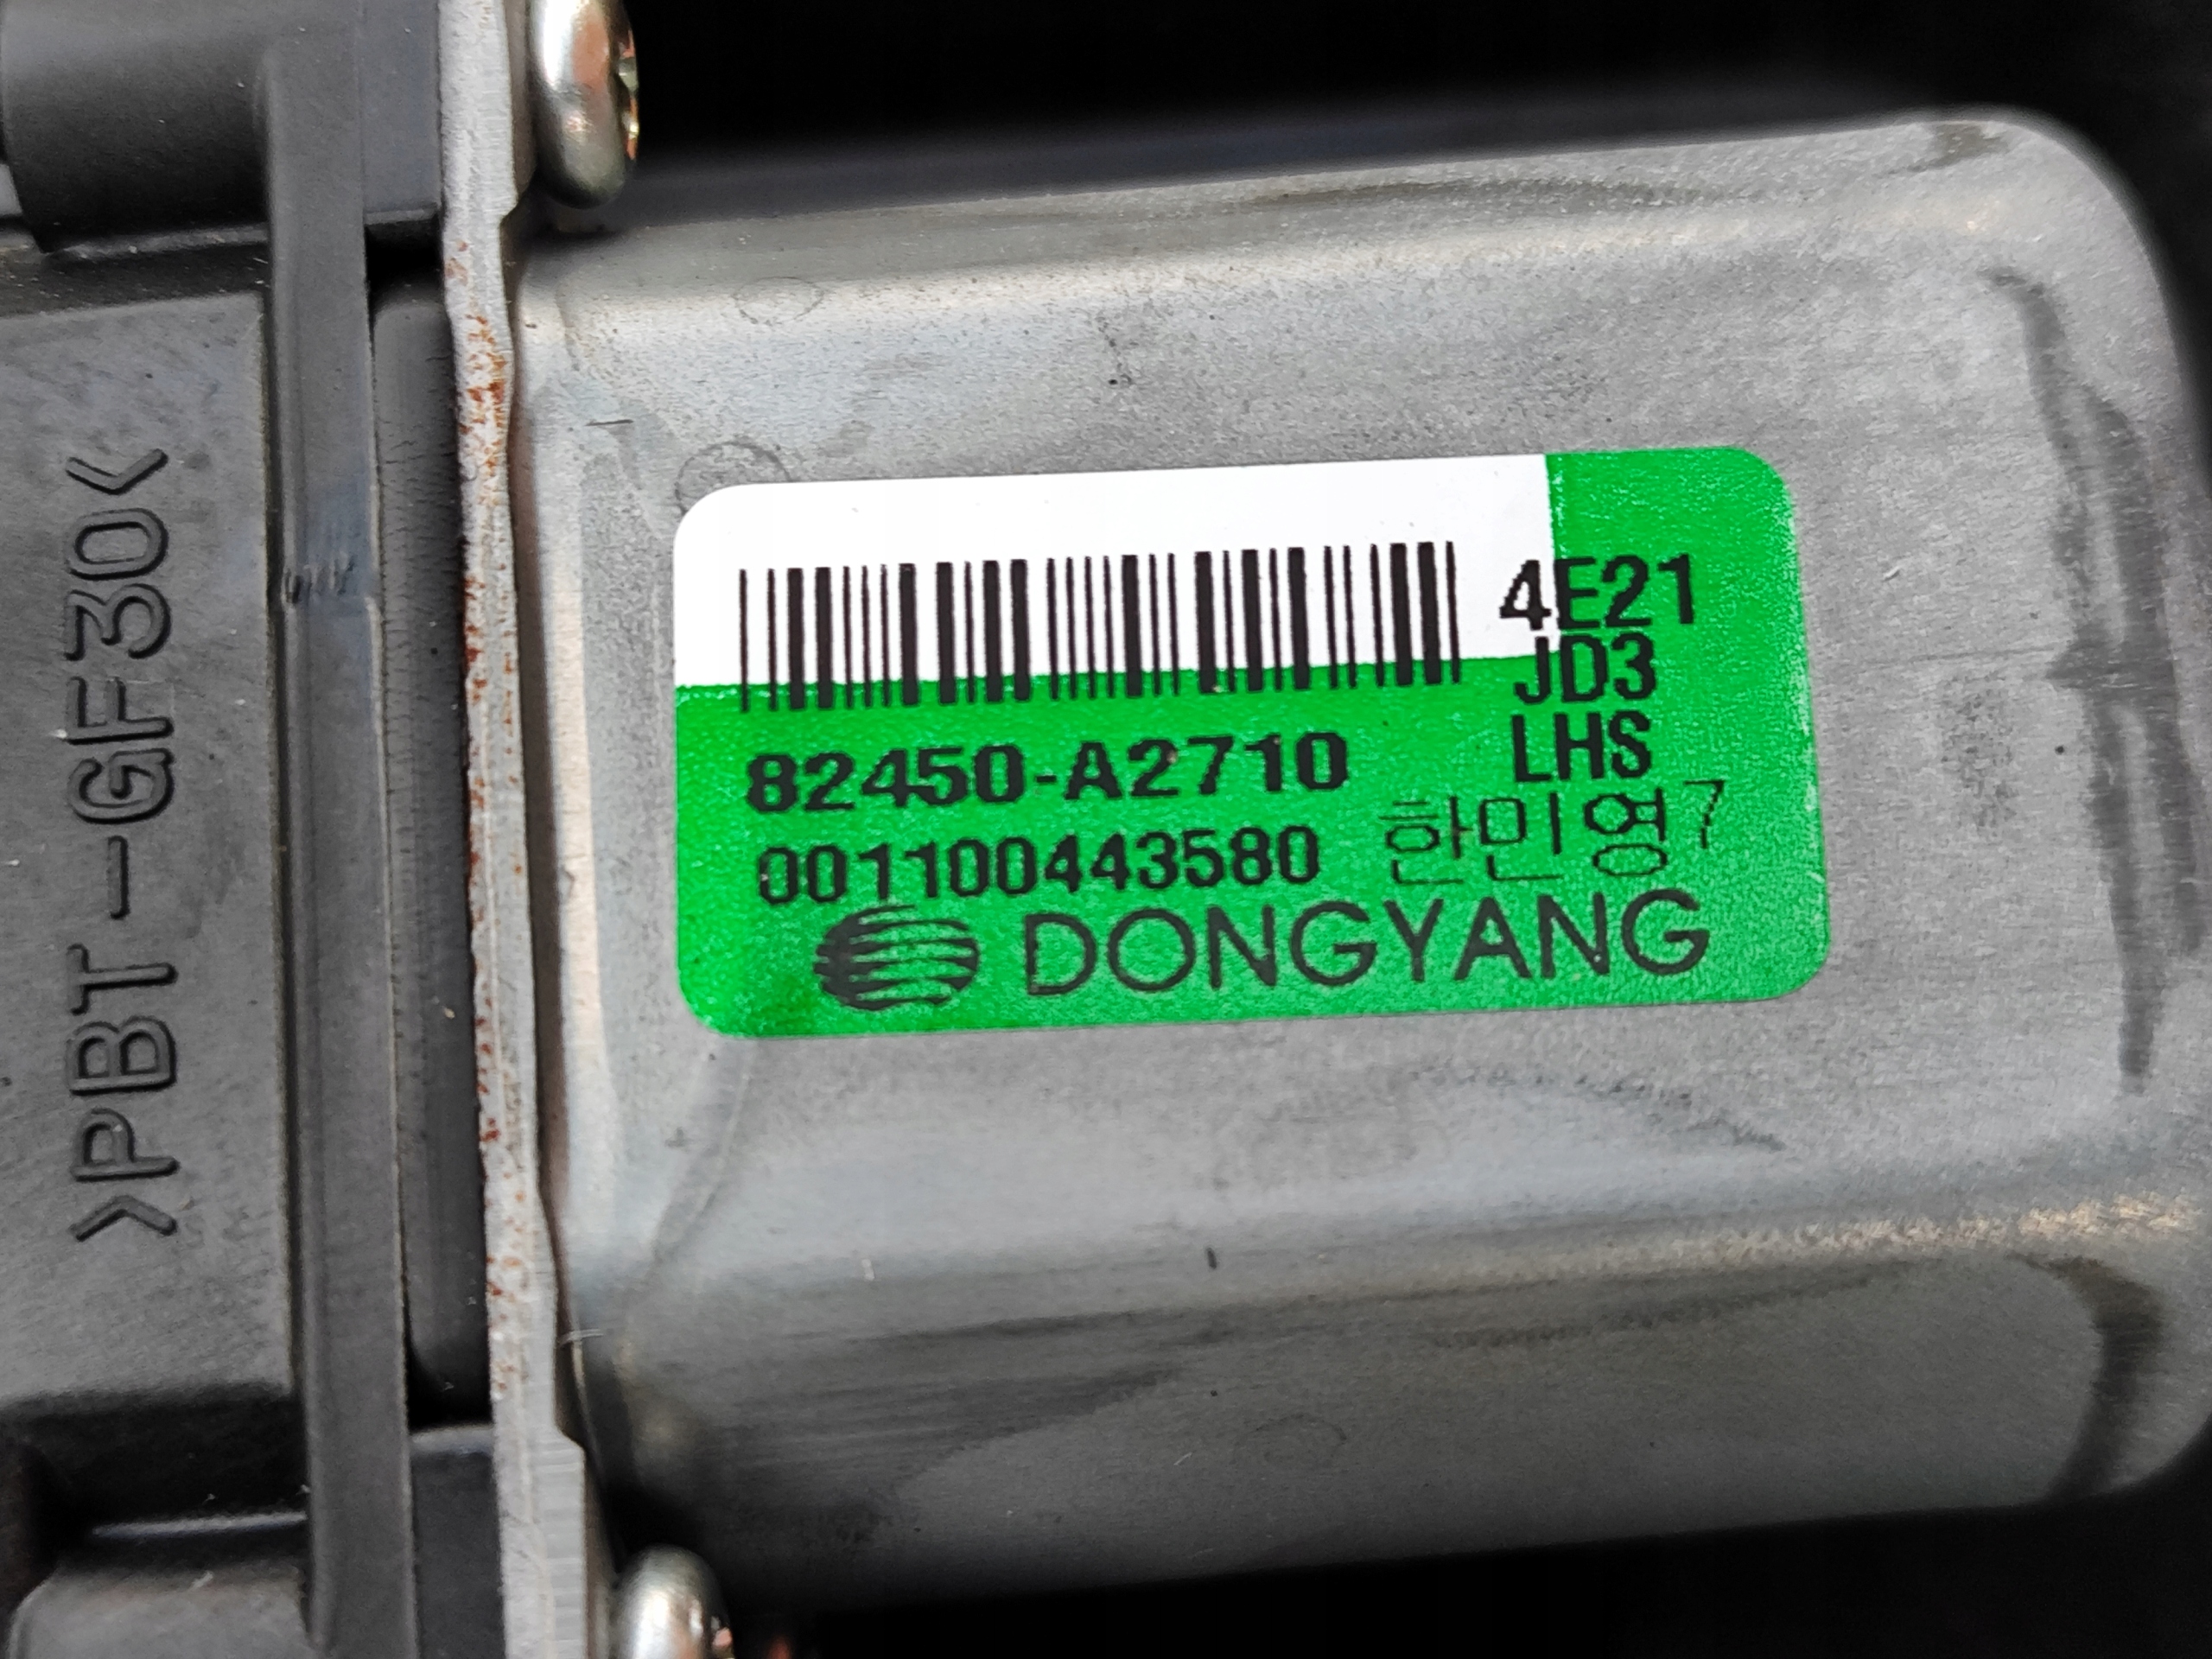 >PBT-GF30<
4E21
JD3
LHS
82450-A2710
001100443580 한민영7
DONGYANG